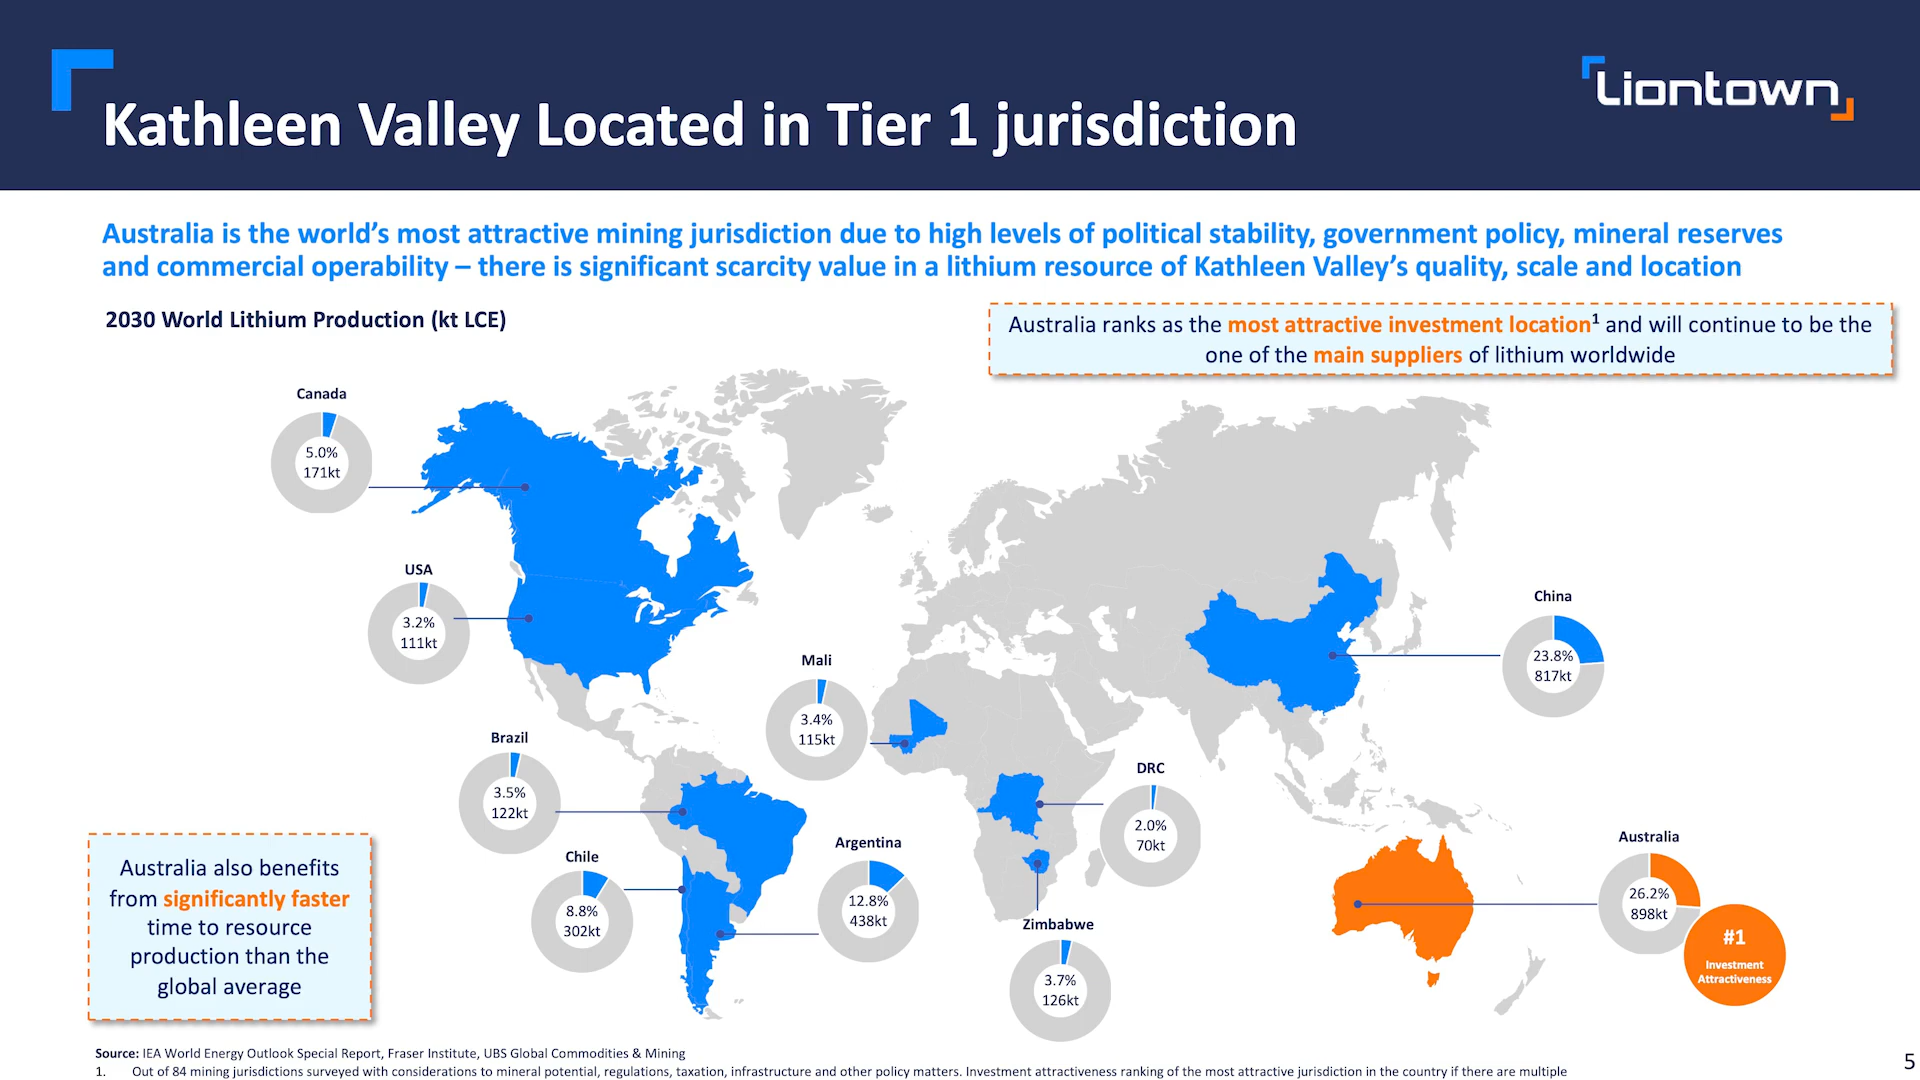 Liontown
Kathleen Valley Located in Tier 1 jurisdiction
Australia is the world's most attractive mining jurisdiction due to high levels of political stability, government policy, mineral reserves
and commercial operability – there is significant scarcity value in a lithium resource of Kathleen Valley's quality, scale and location
2030 World Lithium Production (kt LCE)
Australia ranks as the most attractive investment location¹ and will continue to be the
one of the main suppliers of lithium worldwide
Canada
5.0%
171kt
USA
3.2%
111kt
Mali
3.4%
115kt
China
23.8%
817kt
Brazil
3.5%
122kt
DRC
2.0%
70kt
Chile
8.8%
302kt
Argentina
12.8%
438kt
Zimbabwe
3.7%
126kt
Australia
26.2%
898kt
#1
Investment
Attractiveness
Australia also benefits
from significantly faster
time to resource
production than the
global average
Source: IEA World Energy Outlook Special Report, Fraser Institute, UBS Global Commodities & Mining
1. Out of 84 mining jurisdictions surveyed with considerations to mineral potential, regulations, taxation, infrastructure and other policy matters. Investment attractiveness ranking of the most attractive jurisdiction in the country if there are multiple
5